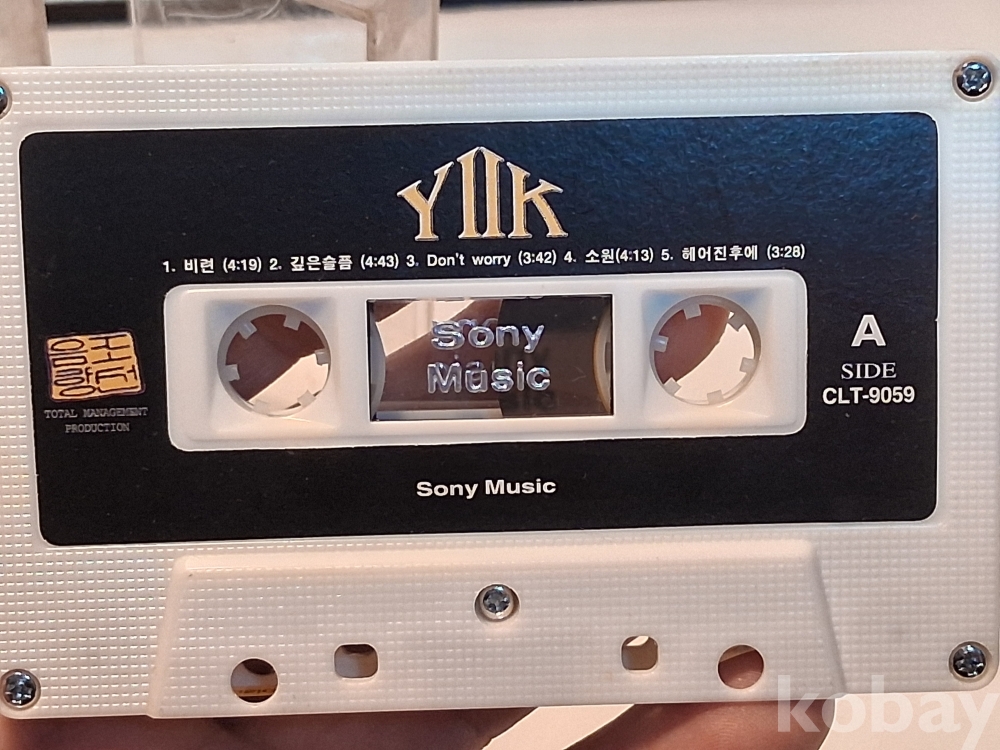 YIIK
1. 비련 (4:19) 2. 깊은슬픔 (4:43) 3. Don't worry (3:42) 4. 소원(4:13) 5. 헤어진후에 (3:28)
Sony
Music
A
SIDE
CLT-9059
TOTAL MANAGEMENT
PRODUCTION
Sony Music
kobay